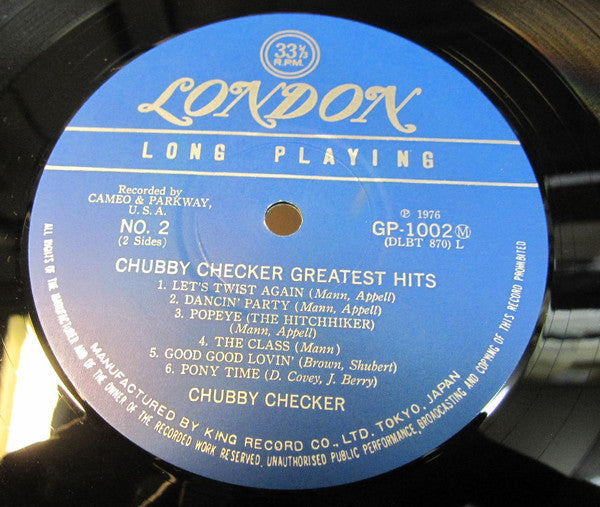 33⅓
R.P.M.
LONDON
LONG PLAYING
Recorded by
CAMEO & PARKWAY,
U.S.A.
NO. 2
(2 Sides)
℗ 1976
GP-1002 Ⓜ
(DLBT 870) L
CHUBBY CHECKER GREATEST HITS
1. LET'S TWIST AGAIN (Mann, Appell)
2. DANCIN' PARTY (Mann, Appell)
3. POPEYE (THE HITCHHIKER)
(Mann, Appell)
4. THE CLASS (Mann)
5. GOOD GOOD LOVIN' (Brown, Shubert)
6. PONY TIME (D. Covey, J. Berry)
CHUBBY CHECKER
MANUFACTURED BY KING RECORD CO., LTD. TOKYO, JAPAN
ALL RIGHTS OF THE MANUFACTURER AND OF THE OWNER OF THE RECORDED WORK RESERVED. UNAUTHORISED PUBLIC PERFORMANCE, BROADCASTING AND COPYING OF THIS RECORD PROHIBITED